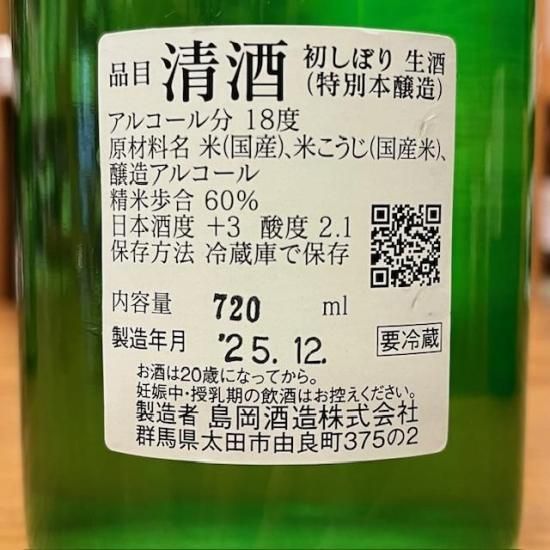 品目 清酒 初しぼり 生酒
(特別本醸造)
アルコール分 18度
原材料名 米(国産)、米こうじ(国産米)、
醸造アルコール
精米歩合 60%
日本酒度 +3 酸度 2.1
保存方法 冷蔵庫で保存
内容量 720 ml
製造年月 '25.12.
要冷蔵
お酒は20歳になってから。
妊娠中・授乳期の飲酒はお控えください。
製造者 島岡酒造株式会社
群馬県太田市由良町375の2